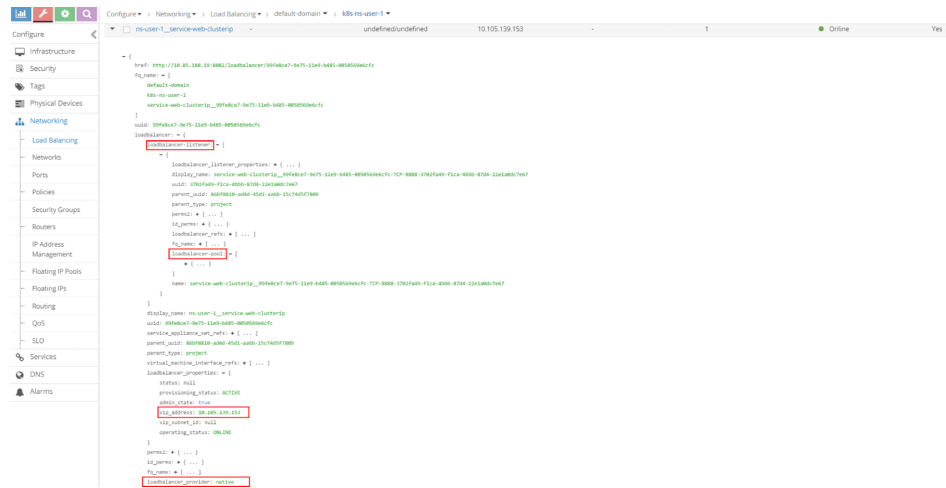 Configure > Networking > Load Balancing > default-domain > k8s-ns-user-1
Configure
Infrastructure
Security
Tags
Physical Devices
Networking
Load Balancing
Networks
Ports
Policies
Security Groups
Routers
IP Address
Management
Floating IP Pools
Floating IPs
Routing
QoS
SLO
Services
DNS
Alarms
ns-user-1__service-web-clusterip - undefined/undefined 10.105.139.153 - 1 Online Yes
- {
href: http://10.85.188.19:8082/loadbalancer/99fe8ce7-9e75-11e9-b485-0050569e6cfc
fq_name: - [
default-domain
k8s-ns-user-1
service-web-clusterip__99fe8ce7-9e75-11e9-b485-0050569e6cfc
]
uuid: 99fe8ce7-9e75-11e9-b485-0050569e6cfc
loadbalancer: - {
loadbalancer-listener: - [
- {
loadbalancer_listener_properties: + { ... }
display_name: service-web-clusterip__99fe8ce7-9e75-11e9-b485-0050569e6cfc-TCP-8888-3702fa49-f1ca-4bbb-87d4-22e1a0dc7e67
uuid: 3702fa49-f1ca-4bbb-87d4-22e1a0dc7e67
parent_uuid: 86bf8810-ad4d-45d1-aa6b-15c74d5f7809
parent_type: project
perms2: + { ... }
id_perms: + { ... }
loadbalancer_refs: + [ ... ]
fq_name: + [ ... ]
loadbalancer-pool: - [
+ { ... }
]
name: service-web-clusterip__99fe8ce7-9e75-11e9-b485-0050569e6cfc-TCP-8888-3702fa49-f1ca-4bbb-87d4-22e1a0dc7e67
}
]
display_name: ns-user-1__service-web-clusterip
uuid: 99fe8ce7-9e75-11e9-b485-0050569e6cfc
service_appliance_set_refs: + [ ... ]
parent_uuid: 86bf8810-ad4d-45d1-aa6b-15c74d5f7809
parent_type: project
virtual_machine_interface_refs: + [ ... ]
loadbalancer_properties: - {
status: null
provisioning_status: ACTIVE
admin_state: true
vip_address: 10.105.139.153
vip_subnet_id: null
operating_status: ONLINE
}
perms2: + { ... }
id_perms: + { ... }
fq_name: + [ ... ]
loadbalancer_provider: native